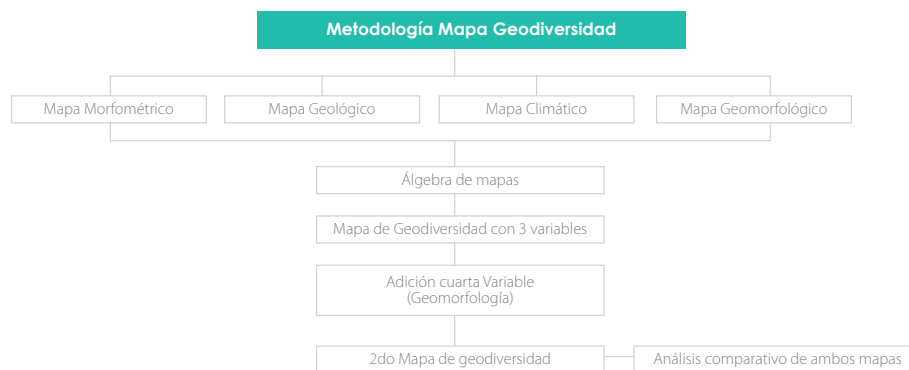 Metodología Mapa Geodiversidad
Mapa Morfométrico
Mapa Geológico
Mapa Climático
Mapa Geomorfológico
Álgebra de mapas
Mapa de Geodiversidad con 3 variables
Adición cuarta Variable
(Geomorfología)
2do Mapa de geodiversidad
Análisis comparativo de ambos mapas